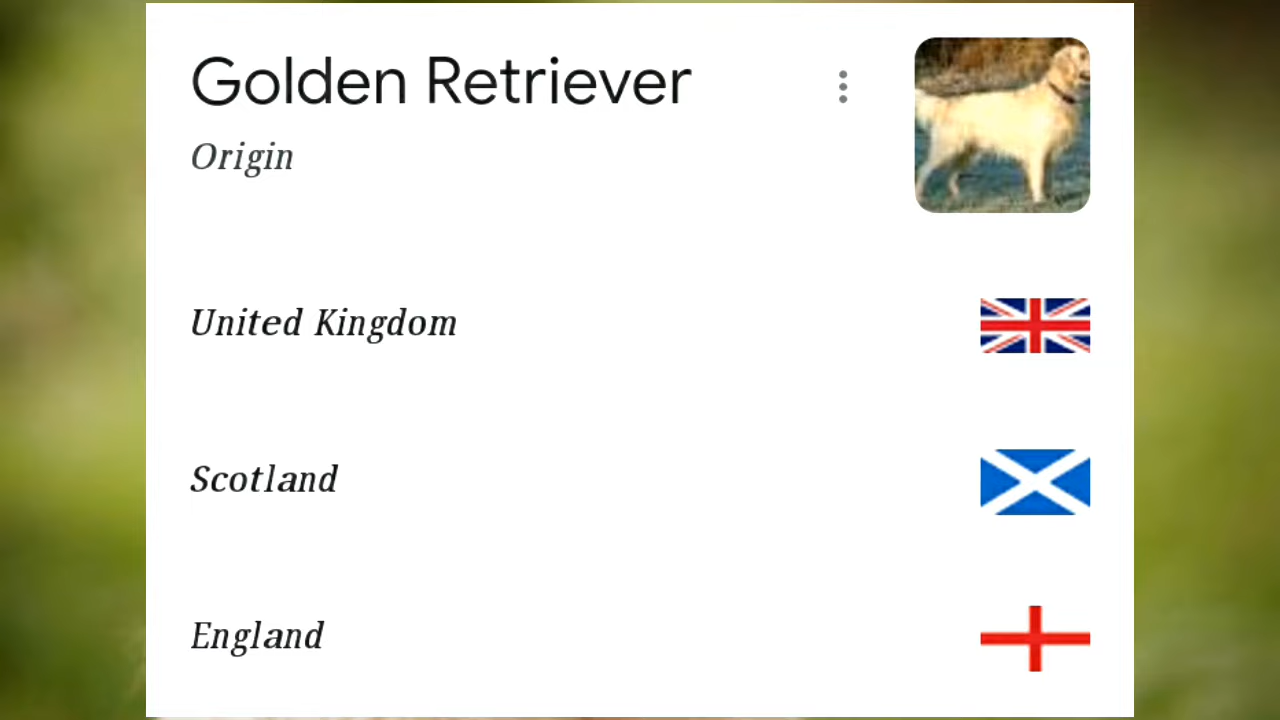 Golden Retriever
Origin
United Kingdom
Scotland
England